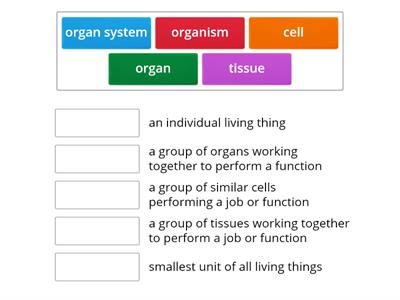 organ system organism cell
organ tissue
an individual living thing
a group of organs working
together to perform a function
a group of similar cells
performing a job or function
a group of tissues working together
to perform a job or function
smallest unit of all living things